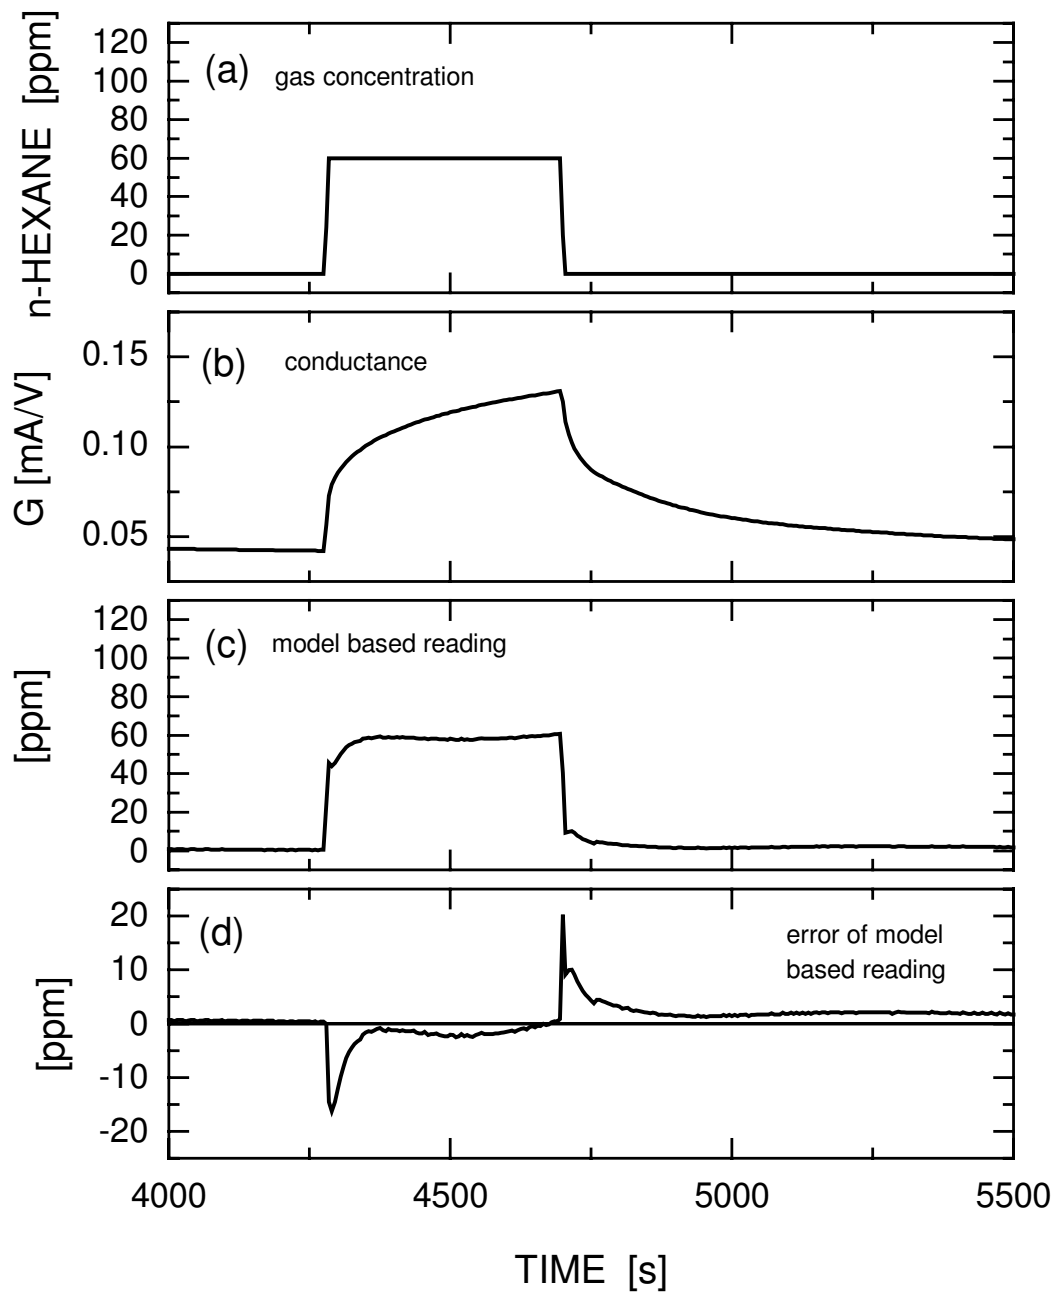 n-HEXANE [ppm]
120
100
80
60
40
20
0
(a) gas concentration
G [mA/V]
0.15
0.10
0.05
(b) conductance
[ppm]
120
100
80
60
40
20
0
(c) model based reading
[ppm]
20
10
0
-10
-20
(d)
error of model
based reading
4000 4500 5000 5500
TIME [s]